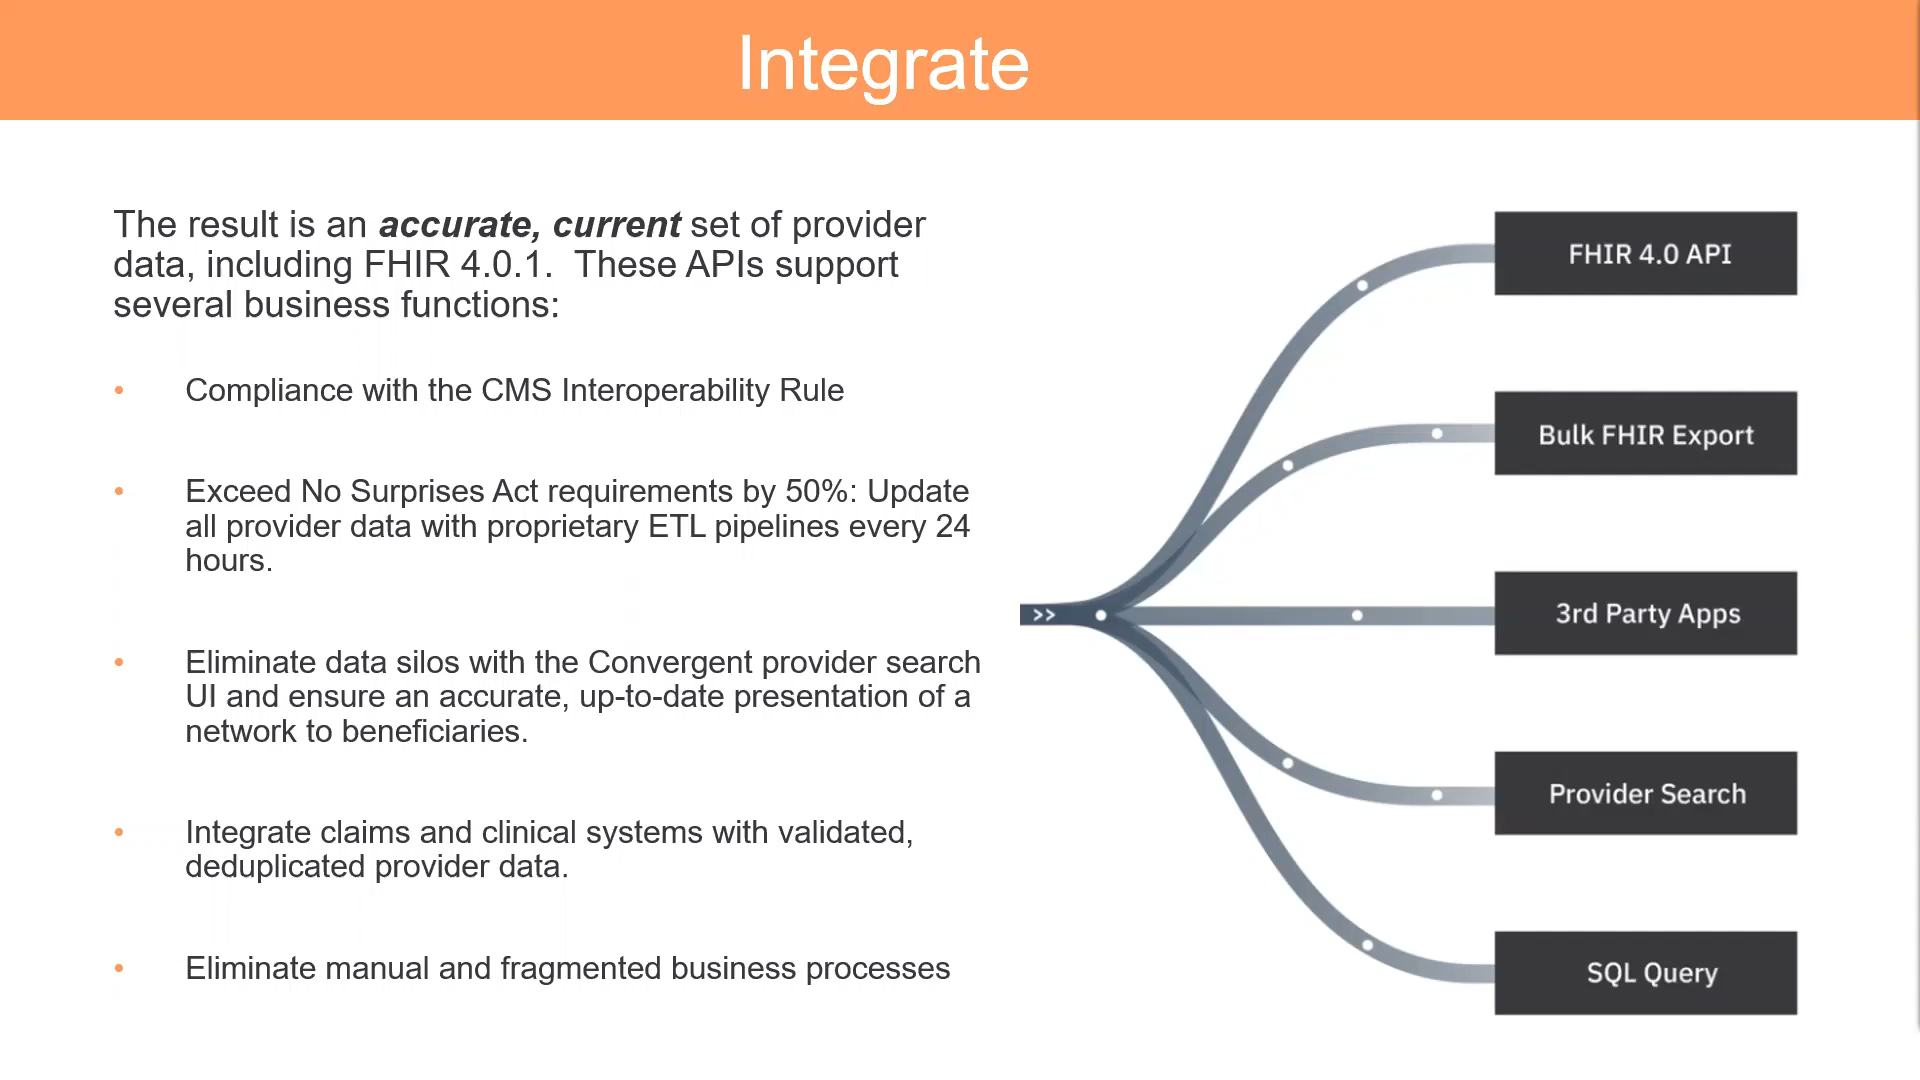 Integrate
The result is an accurate, current set of provider
data, including FHIR 4.0.1.  These APIs support
several business functions:
• Compliance with the CMS Interoperability Rule
• Exceed No Surprises Act requirements by 50%: Update
all provider data with proprietary ETL pipelines every 24
hours.
• Eliminate data silos with the Convergent provider search
UI and ensure an accurate, up-to-date presentation of a
network to beneficiaries.
• Integrate claims and clinical systems with validated,
deduplicated provider data.
• Eliminate manual and fragmented business processes
>>
FHIR 4.0 API
Bulk FHIR Export
3rd Party Apps
Provider Search
SQL Query